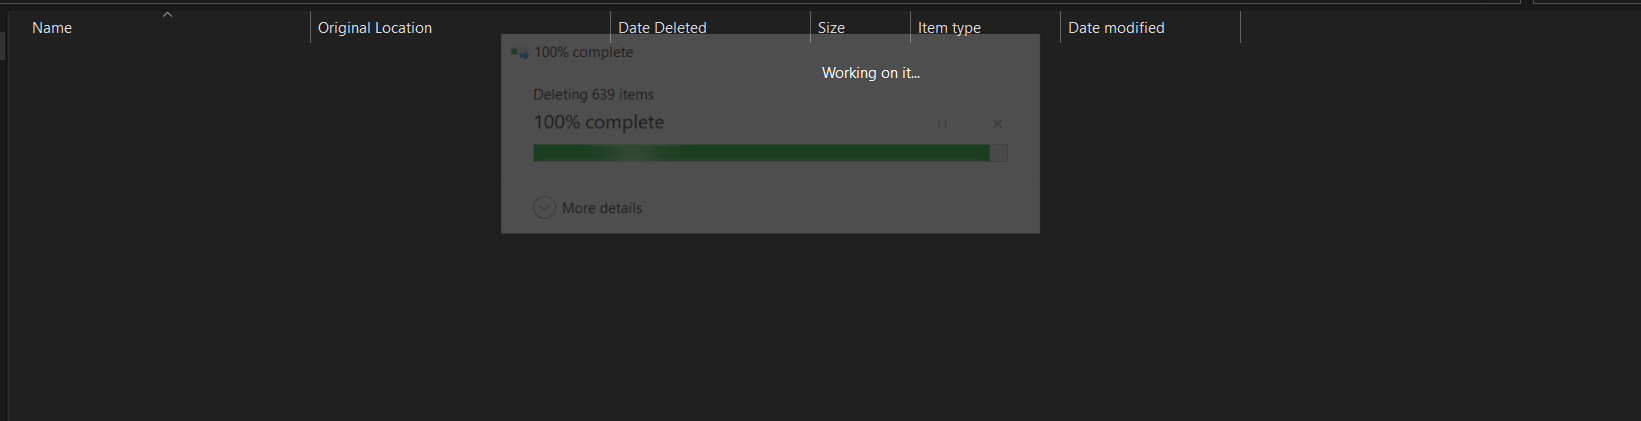 Name Original Location Date Deleted Size Item type Date modified
100% complete
Working on it...
Deleting 639 items
100% complete
More details